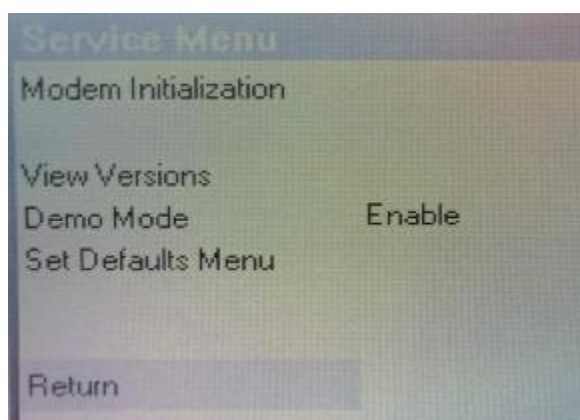 Service Menu
Modem Initialization
View Versions
Demo Mode Enable
Set Defaults Menu
Return